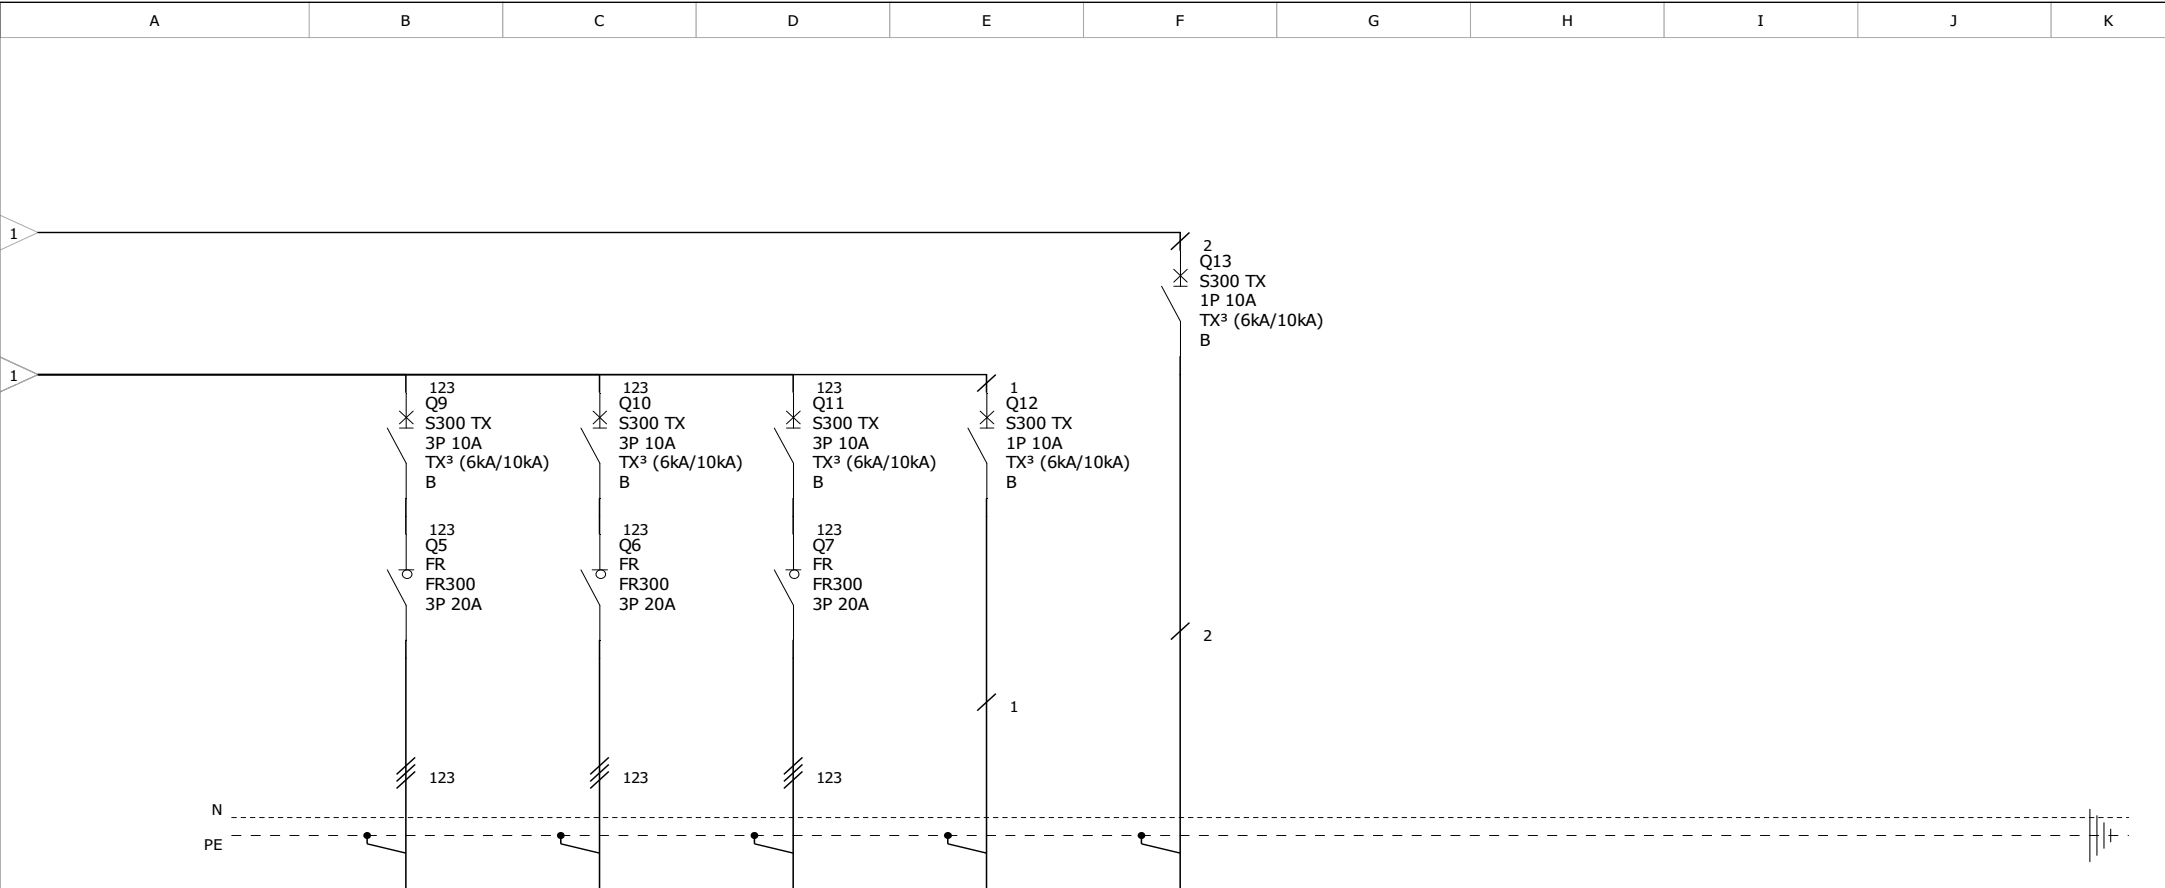 A
B
C
D
E
F
G
H
I
J
K
1
2
Q13
S300 TX
1P 10A
TX³ (6kA/10kA)
B
1
123
Q9
S300 TX
3P 10A
TX³ (6kA/10kA)
B
123
Q10
S300 TX
3P 10A
TX³ (6kA/10kA)
B
123
Q11
S300 TX
3P 10A
TX³ (6kA/10kA)
B
1
Q12
S300 TX
1P 10A
TX³ (6kA/10kA)
B
123
Q5
FR
FR300
3P 20A
123
Q6
FR
FR300
3P 20A
123
Q7
FR
FR300
3P 20A
2
1
123
123
123
N
PE